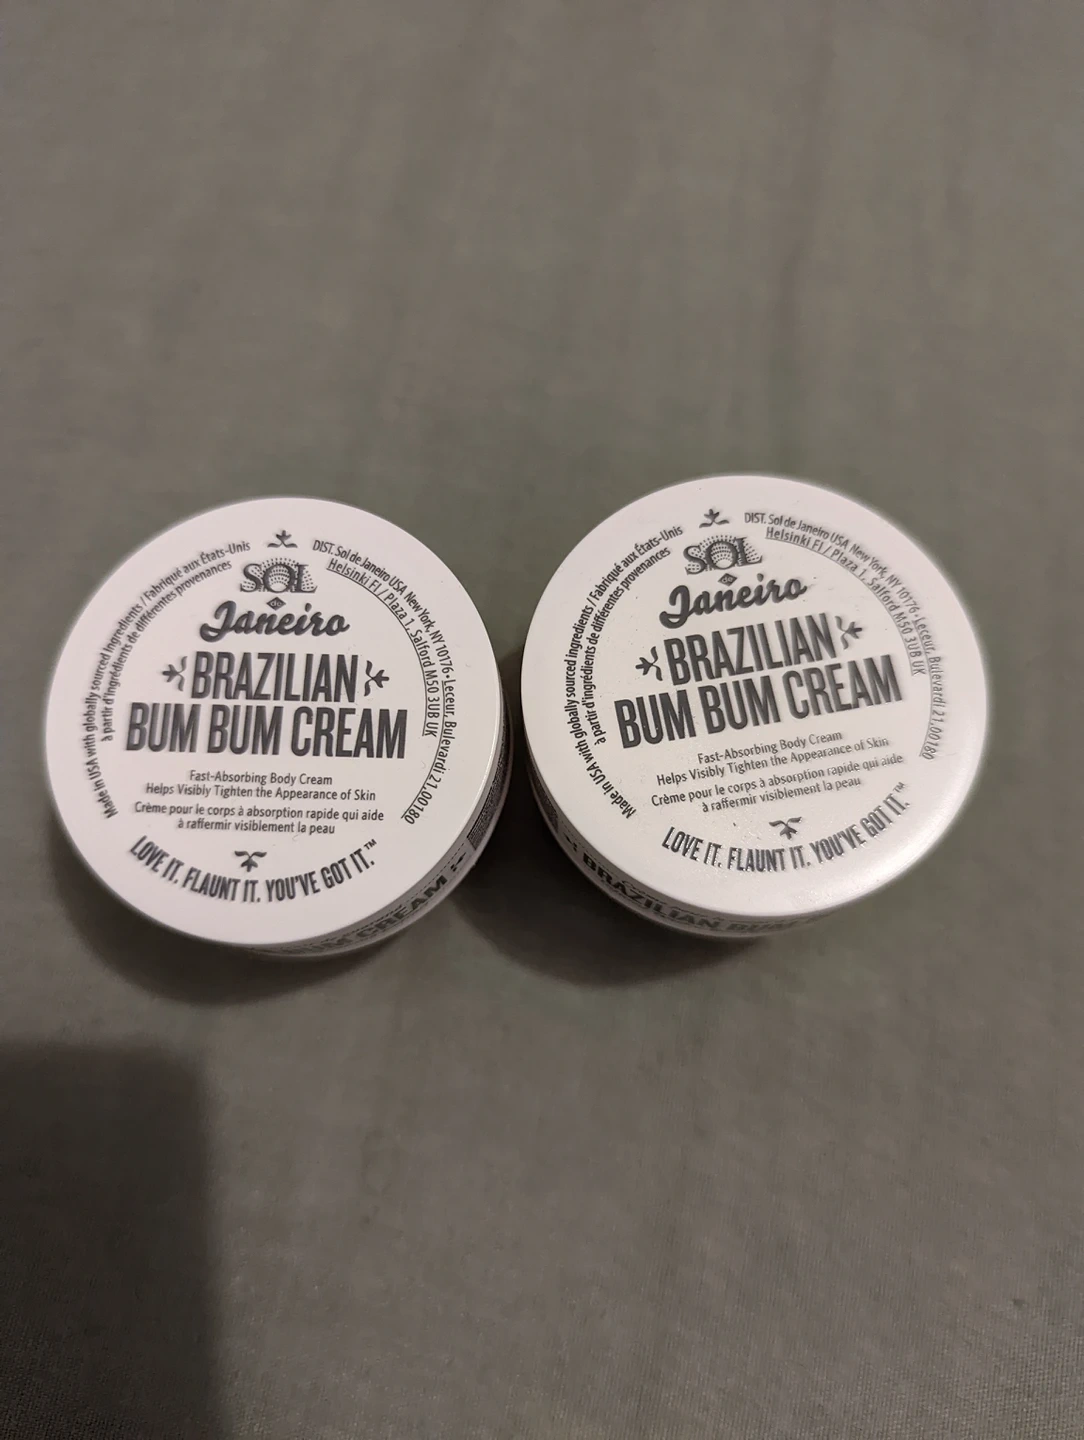 Made in USA with globally sourced ingredients / Fabriqué aux États-Unis
à partir d'ingrédients de différentes provenances
DIST. Sol de Janeiro USA New York, NY 10176 • Leceur, Bulevardi 21,00180
Helsinki FI / Plaza 1, Salford M50 3UB UK
SOL
de
Janeiro
BRAZILIAN
BUM BUM CREAM
Fast-Absorbing Body Cream
Helps Visibly Tighten the Appearance of Skin
Crème pour le corps à absorption rapide qui aide
à raffermir visiblement la peau
LOVE IT. FLAUNT IT. YOU'VE GOT IT.™
CREAM
Made in USA with globally sourced ingredients / Fabriqué aux États-Unis
à partir d'ingrédients de différentes provenances
DIST. Sol de Janeiro USA New York, NY 10176 • Leceur, Bulevardi 21,00180
Helsinki FI / Plaza 1, Salford M50 3UB UK
SOL
de
Janeiro
BRAZILIAN
BUM BUM CREAM
Fast-Absorbing Body Cream
Helps Visibly Tighten the Appearance of Skin
Crème pour le corps à absorption rapide qui aide
à raffermir visiblement la peau
LOVE IT. FLAUNT IT. YOU'VE GOT IT.™
BRAZILIAN BUM